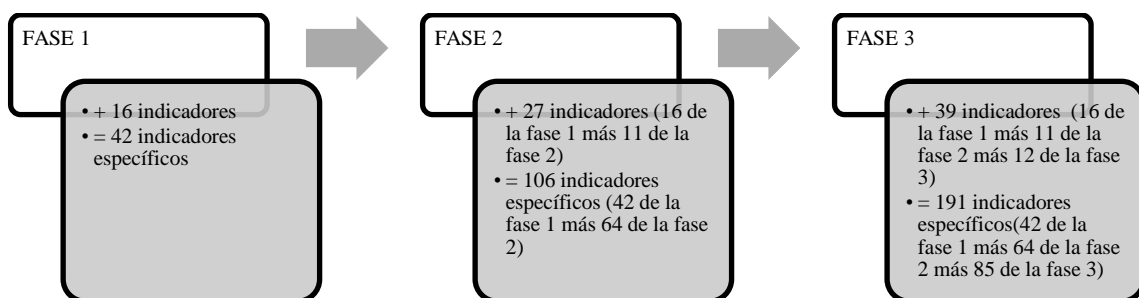 FASE 1
• + 16 indicadores
• = 42 indicadores
específicos
FASE 2
• + 27 indicadores (16 de
la fase 1 más 11 de la
fase 2)
• = 106 indicadores
específicos (42 de la
fase 1 más 64 de la fase
2)
FASE 3
• + 39 indicadores (16 de
la fase 1 más 11 de la
fase 2 más 12 de la fase
3)
• = 191 indicadores
específicos(42 de la
fase 1 más 64 de la fase
2 más 85 de la fase 3)